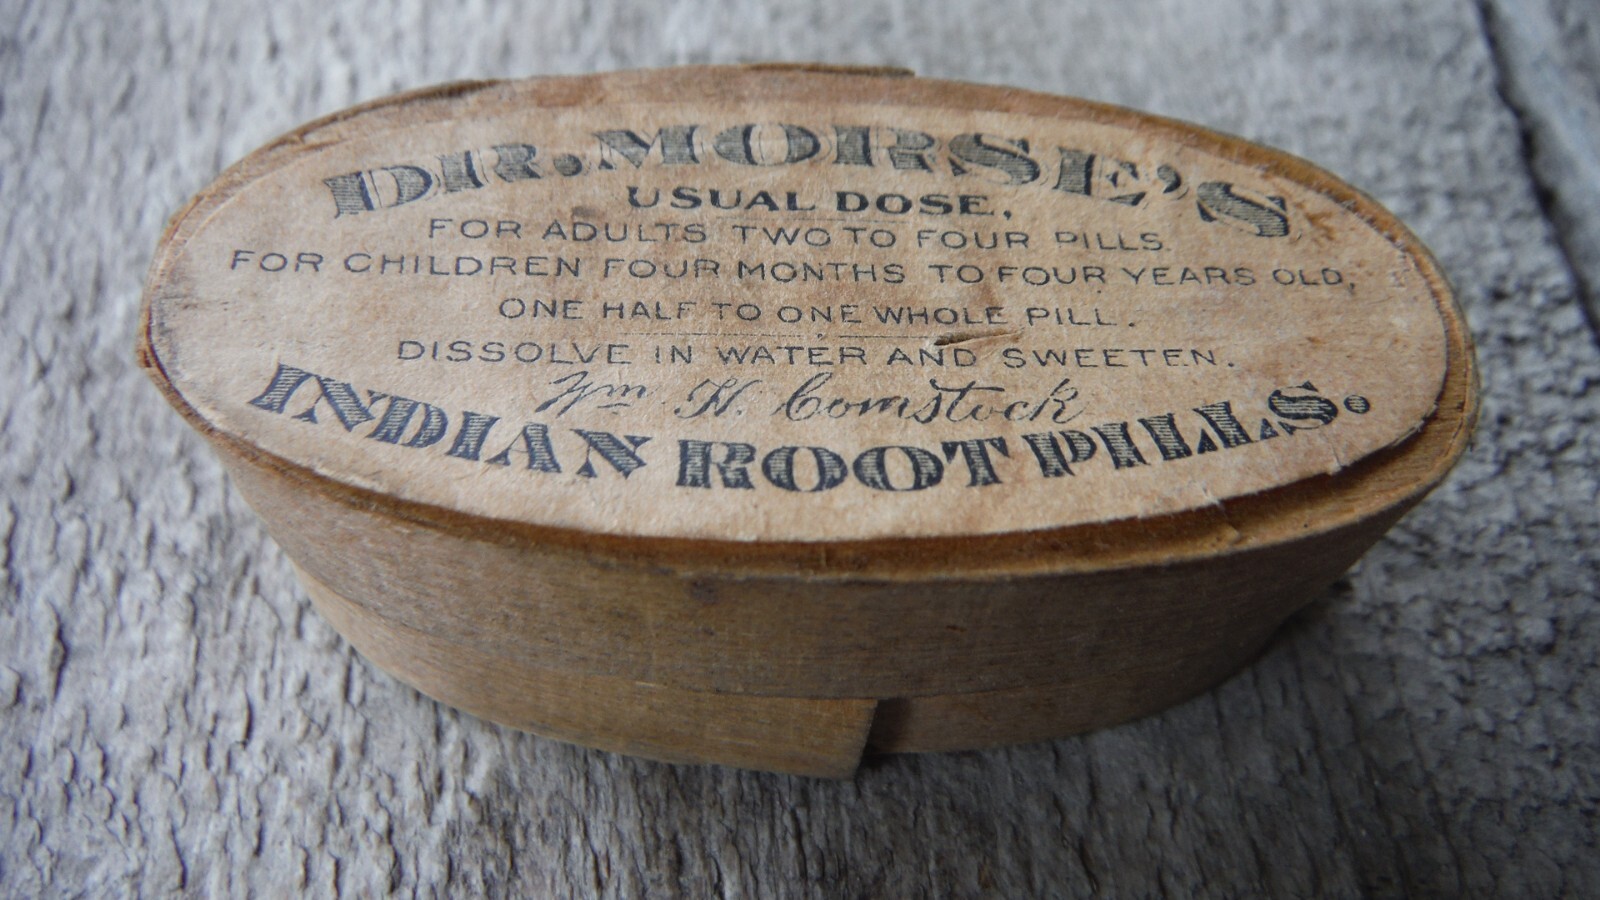 DR. MORSE'S
USUAL DOSE,
FOR ADULTS TWO TO FOUR PILLS.
FOR CHILDREN FOUR MONTHS TO FOUR YEARS OLD,
ONE HALF TO ONE WHOLE PILL.
DISSOLVE IN WATER AND SWEETEN.
Wm H. Comstock
INDIAN ROOT PILLS.